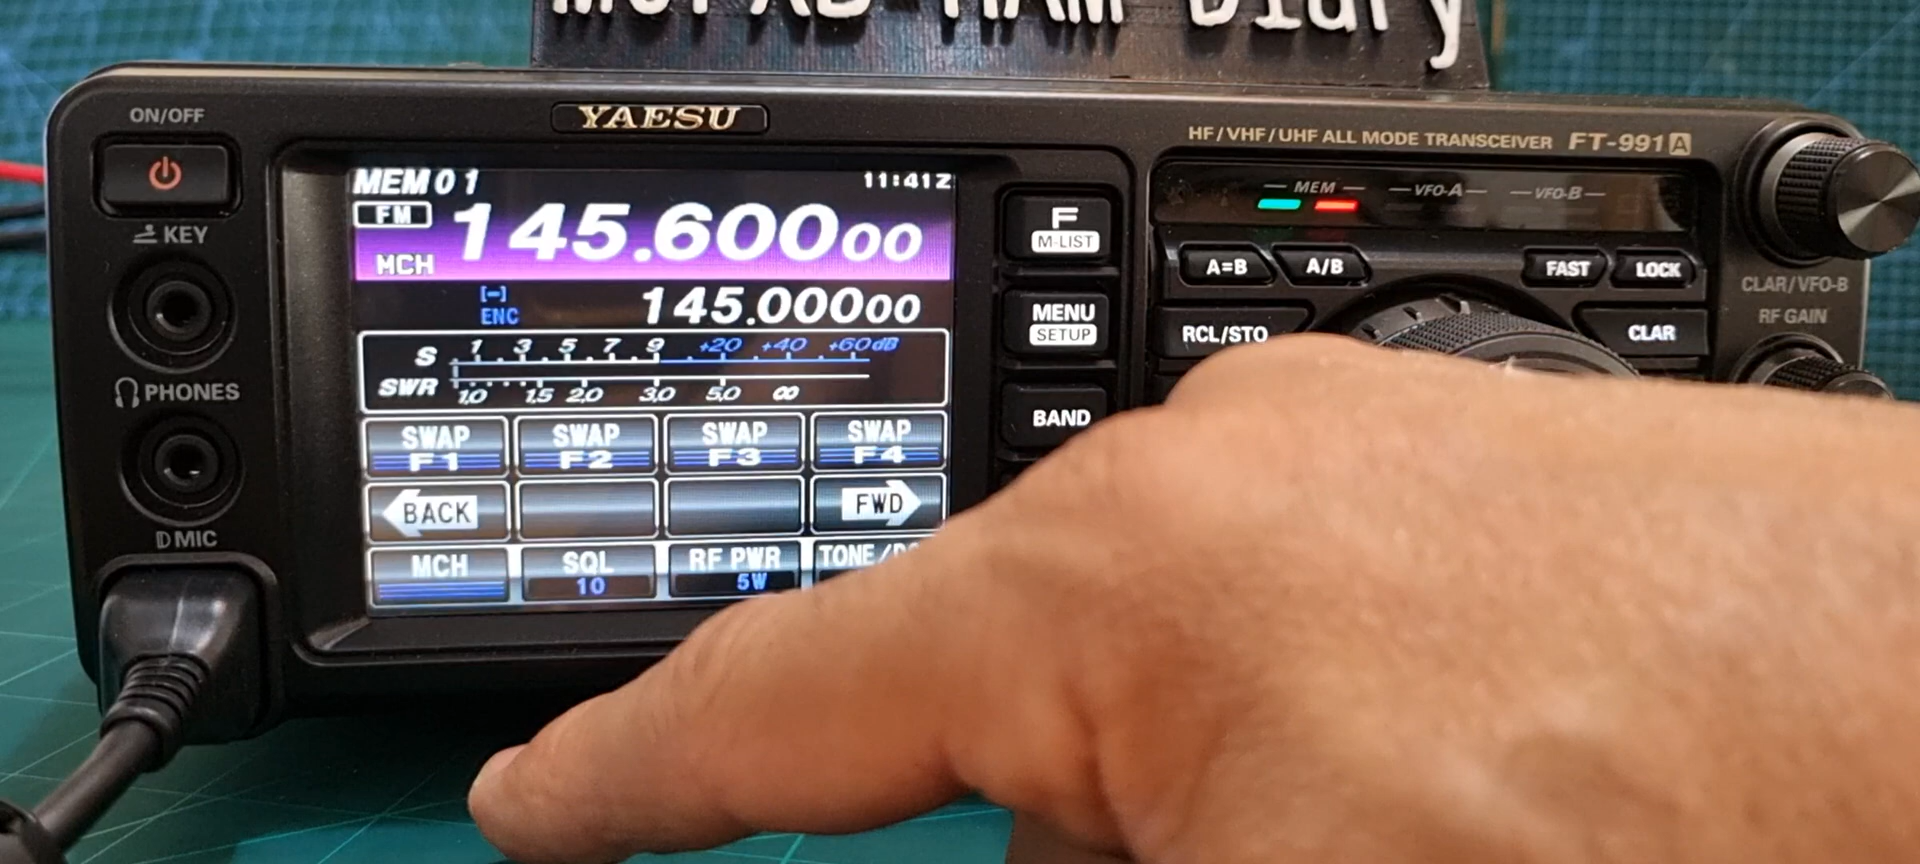 HAM Diary
ON/OFF
YAESU
HF/VHF/UHF ALL MODE TRANSCEIVER FT-991A
MEM 01 11:41Z
FM 145.60000
MCH
[-]
ENC 145.00000
S 1 3 5 7 9 +20 +40 +60dB
SWR 1.0 1.5 2.0 3.0 5.0 ∞
SWAP F1 SWAP F2 SWAP F3 SWAP F4
BACK FWD
MCH SQL 10 RF PWR 5W TONE/
KEY
PHONES
MIC
F
M-LIST
MENU
SETUP
BAND
MEM VFO-A VFO-B
A=B A/B FAST LOCK
RCL/STO CLAR
CLAR/VFO-B
RF GAIN